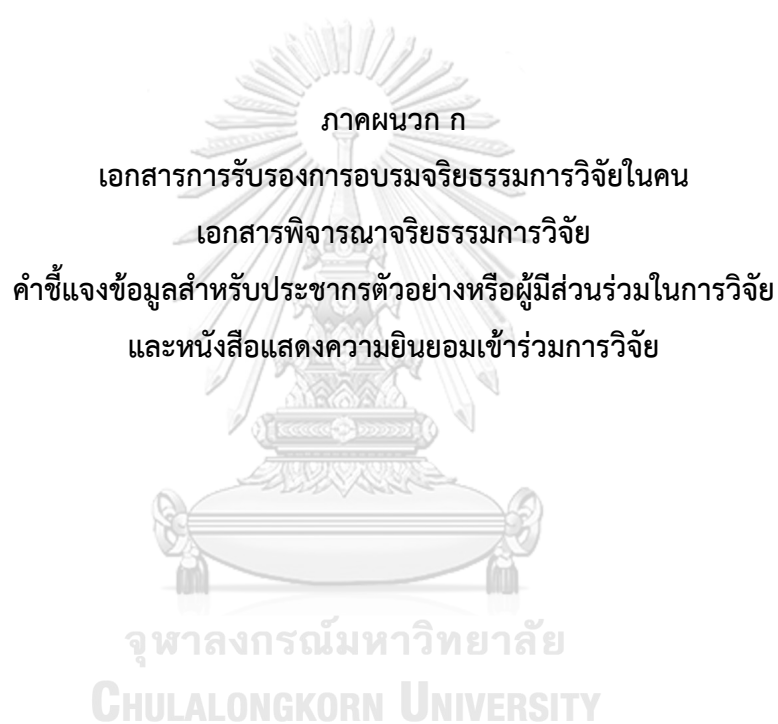 ภาคผนวก ก
เอกสารการรับรองการอบรมจริยธรรมการวิจัยในคน
เอกสารพิจารณาจริยธรรมการวิจัย
คำชี้แจงข้อมูลสำหรับประชากรตัวอย่างหรือผู้มีส่วนร่วมในการวิจัย
และหนังสือแสดงความยินยอมเข้าร่วมการวิจัย
จุฬาลงกรณ์มหาวิทยาลัย
CHULALONGKORN UNIVERSITY